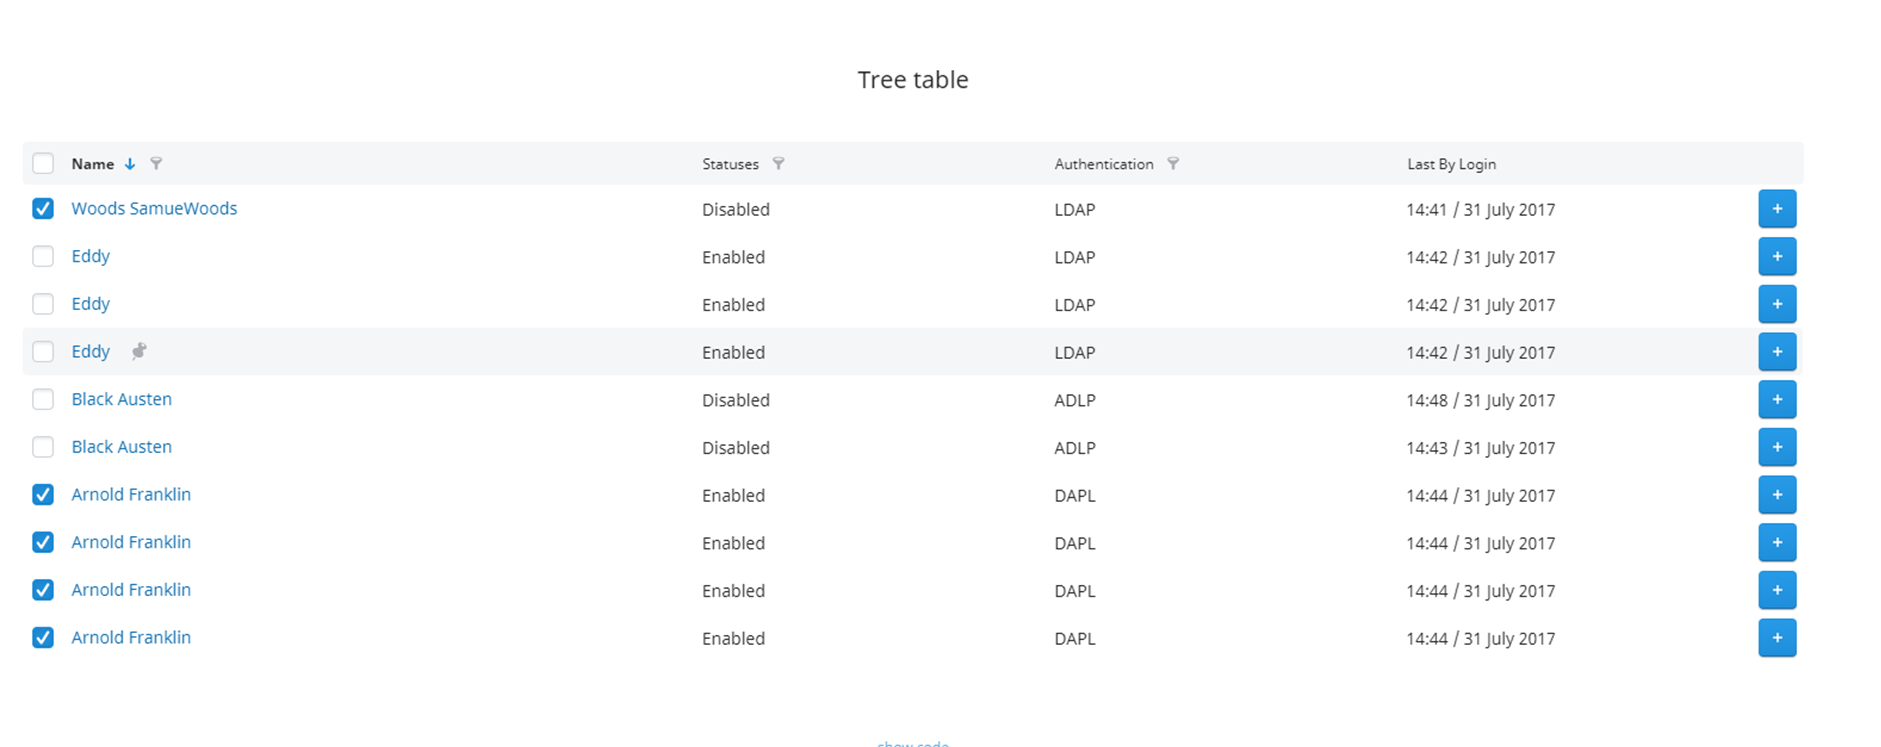 Tree table
Name Statuses Authentication Last By Login
Woods SamueWoods Disabled LDAP 14:41 / 31 July 2017 +
Eddy Enabled LDAP 14:42 / 31 July 2017 +
Eddy Enabled LDAP 14:42 / 31 July 2017 +
Eddy Enabled LDAP 14:42 / 31 July 2017 +
Black Austen Disabled ADLP 14:48 / 31 July 2017 +
Black Austen Disabled ADLP 14:43 / 31 July 2017 +
Arnold Franklin Enabled DAPL 14:44 / 31 July 2017 +
Arnold Franklin Enabled DAPL 14:44 / 31 July 2017 +
Arnold Franklin Enabled DAPL 14:44 / 31 July 2017 +
Arnold Franklin Enabled DAPL 14:44 / 31 July 2017 +
show code